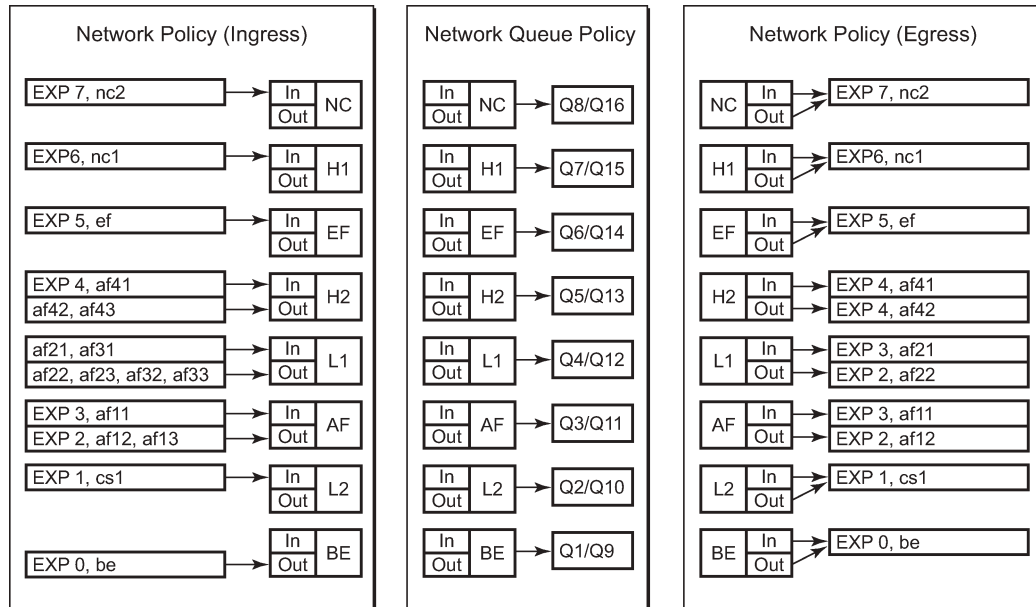 Network Policy (Ingress)
EXP 7, nc2
In
Out
NC
EXP6, nc1
In
Out
H1
EXP 5, ef
In
Out
EF
EXP 4, af41
af42, af43
In
Out
H2
af21, af31
af22, af23, af32, af33
In
Out
L1
EXP 3, af11
EXP 2, af12, af13
In
Out
AF
EXP 1, cs1
In
Out
L2
EXP 0, be
In
Out
BE
Network Queue Policy
In
Out
NC
Q8/Q16
In
Out
H1
Q7/Q15
In
Out
EF
Q6/Q14
In
Out
H2
Q5/Q13
In
Out
L1
Q4/Q12
In
Out
AF
Q3/Q11
In
Out
L2
Q2/Q10
In
Out
BE
Q1/Q9
Network Policy (Egress)
NC
In
Out
EXP 7, nc2
H1
In
Out
EXP6, nc1
EF
In
Out
EXP 5, ef
H2
In
Out
EXP 4, af41
EXP 4, af42
L1
In
Out
EXP 3, af21
EXP 2, af22
AF
In
Out
EXP 3, af11
EXP 2, af12
L2
In
Out
EXP 1, cs1
BE
In
Out
EXP 0, be